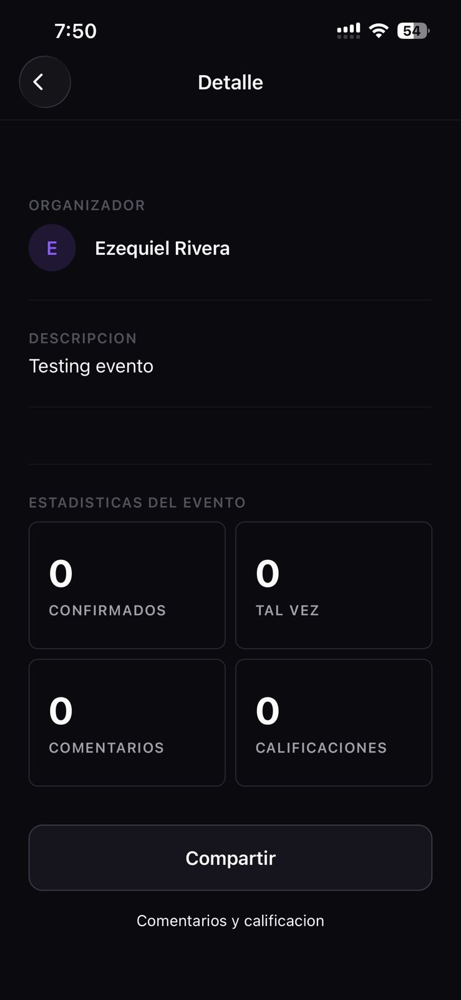 7:50
54
Detalle
ORGANIZADOR
E
Ezequiel Rivera
DESCRIPCION
Testing evento
ESTADISTICAS DEL EVENTO
0
CONFIRMADOS
0
TAL VEZ
0
COMENTARIOS
0
CALIFICACIONES
Compartir
Comentarios y calificacion